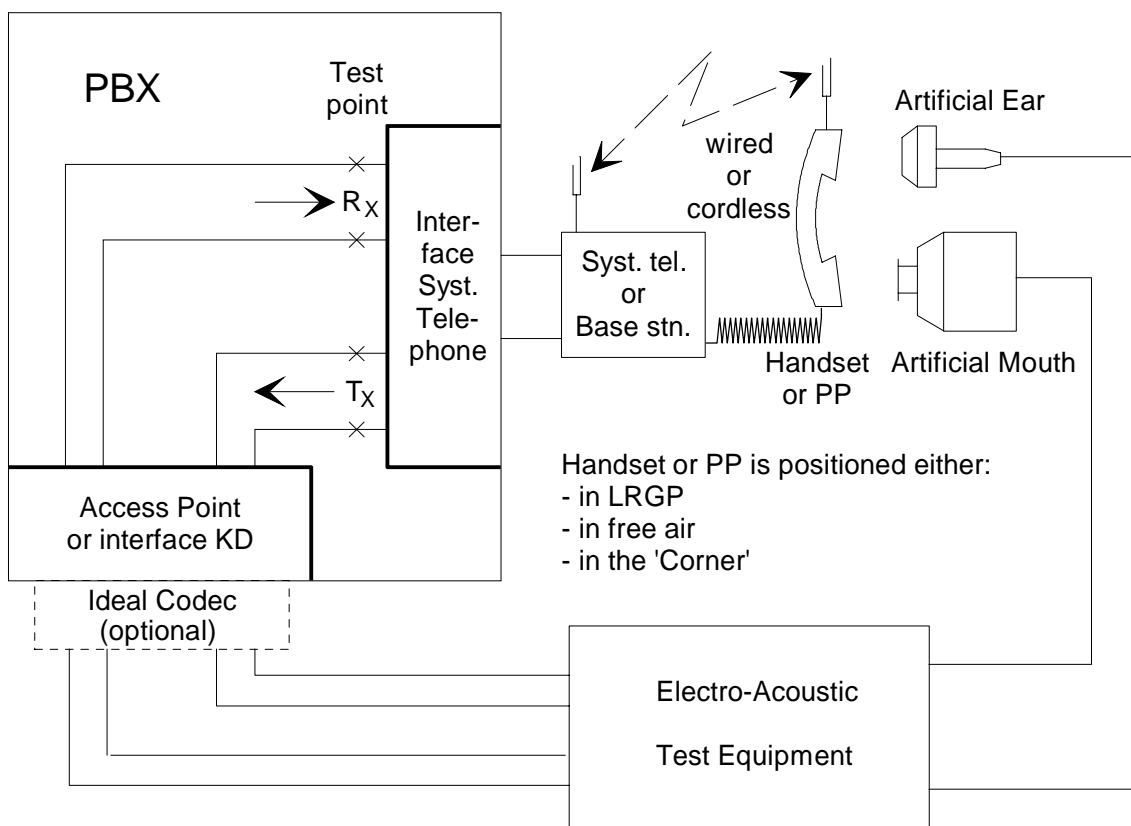 PBX
Test
point
R X
T X
Inter-
face
Syst.
Tele-
phone
Access Point
or interface KD
Ideal Codec
(optional)
Syst. tel.
or
Base stn.
wired
or
cordless
Artificial Ear
Handset
or PP
Artificial Mouth
Handset or PP is positioned either:
- in LRGP
- in free air
- in the 'Corner'
Electro-Acoustic
Test Equipment